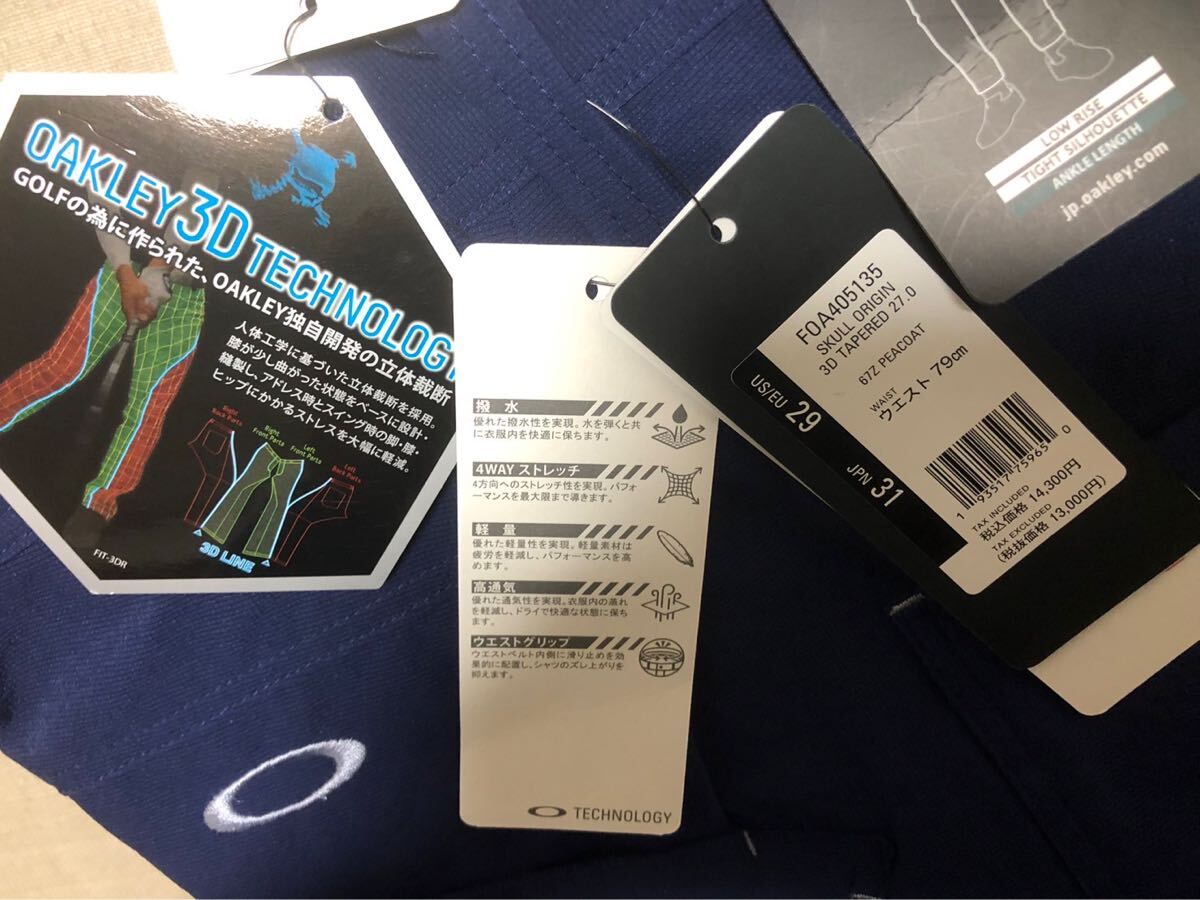 OAKLEY 3D TECHNOLOGY
GOLFの為に作られた、OAKLEY独自開発の立体裁断
人体工学に基づいた立体裁断を採用。
膝が少し曲がった状態をベースに設計・
縫製し、アドレス時とスイング時の脚・膝・
ヒップにかかるストレスを大幅に軽減。
Right
Back Parts
Right
Front Parts
Left
Front Parts
Left
Back Parts
3D LINE
FIT-3DR
撥水
優れた撥水性を実現。水を弾くと共
に衣服内を快適に保ちます。
4WAY ストレッチ
4方向へのストレッチ性を実現。パフォ
ーマンスを最大限まで導きます。
軽量
優れた軽量性を実現。軽量素材は
疲労を軽減し、パフォーマンスを高
めます。
高通気
優れた通気性を実現。衣服内の蒸れ
を軽減し、ドライで快適な状態に保ち
ます。
ウエストグリップ
ウエストベルト内側に滑り止めを効
果的に配置し、シャツのズレ上がりを
抑えます。
TECHNOLOGY
FOA405135
SKULL ORIGIN
3D TAPERED 27.0
67Z PEACOAT
US/EU 29
JPN 31
WAIST
ウエスト 79cm
1 93517 75965 0
TAX INCLUDED
税込価格 14,300円
TAX EXCLUDED
(税抜価格 13,000円)
LOW RISE
TIGHT SILHOUETTE
ANKLE LENGTH
jp.oakley.com